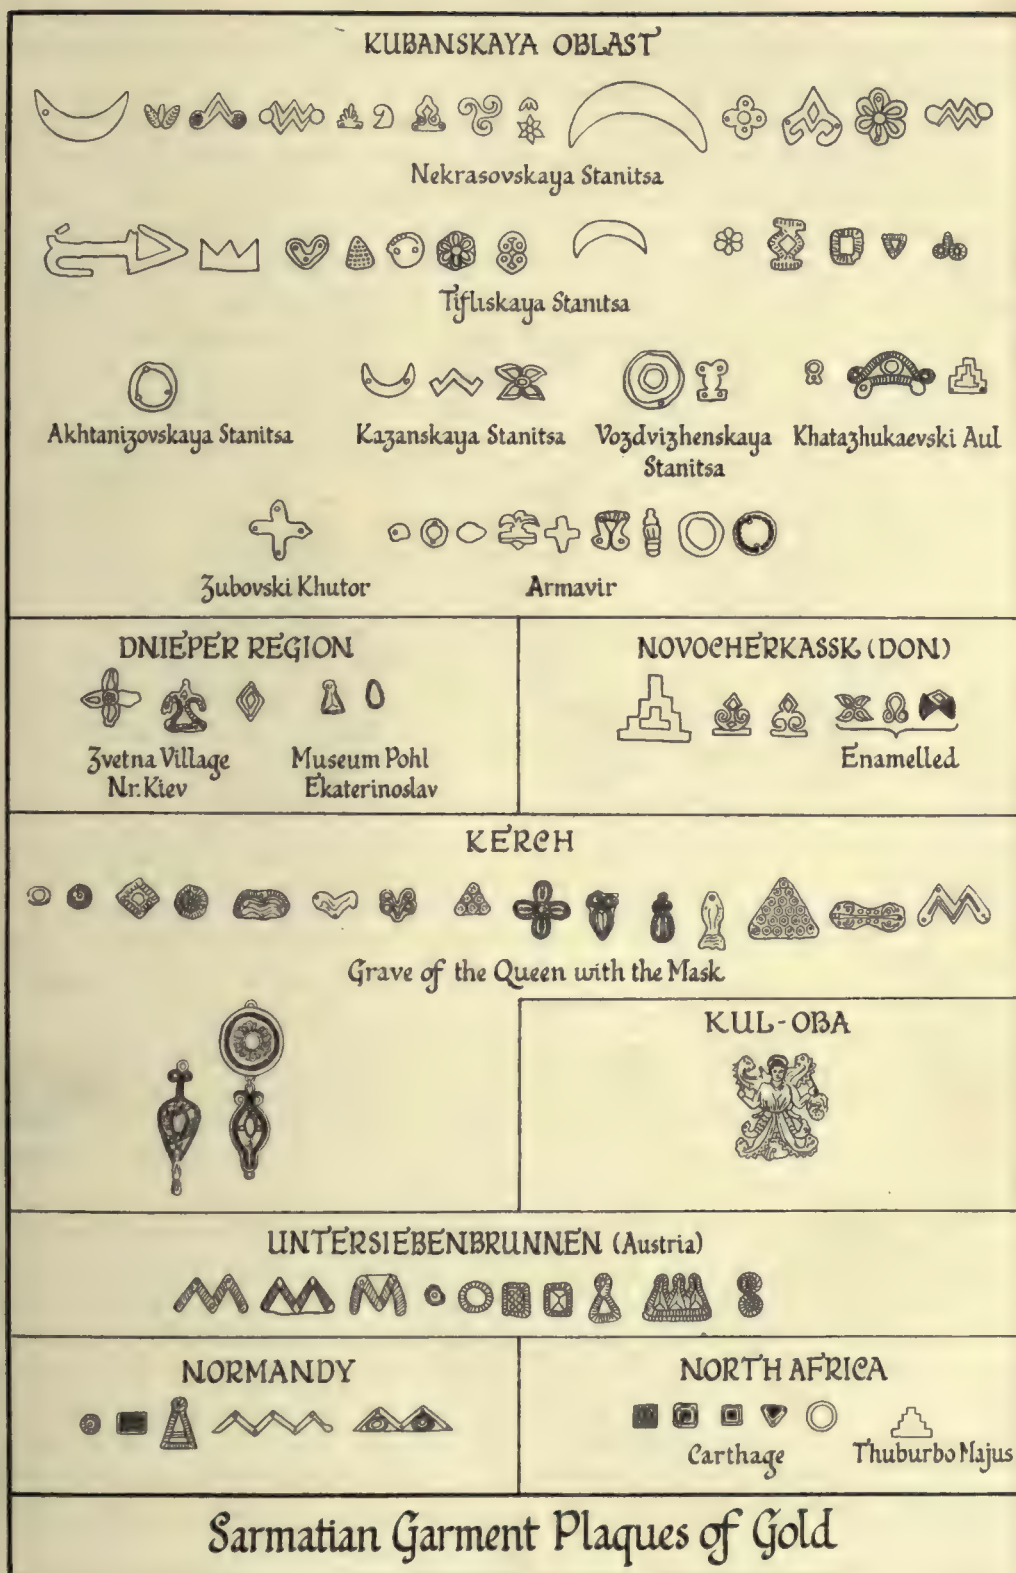 KUBANSKAYA OBLAST
Nekrasovskaya Stanitsa
Tifliskaya Stanitsa
Akhtanizovskaya Stanitsa
Kazanskaya Stanitsa
Vozdvizhenskaya
Stanitsa
Khatazhukaevski Aul
Zubovski Khutor
Armavir
DNIEPER REGION
Zvetna Village
Nr. Kiev
Museum Pohl
Ekaterinoslav
NOVOCHERKASSK (DON)
Enamelled
KERCH
Grave of the Queen with the Mask
KUL-OBA
UNTERSIEBENBRUNNEN (Austria)
NORMANDY
NORTH AFRICA
Carthage
Thuburbo Majus
Sarmatian Garment Plaques of Gold